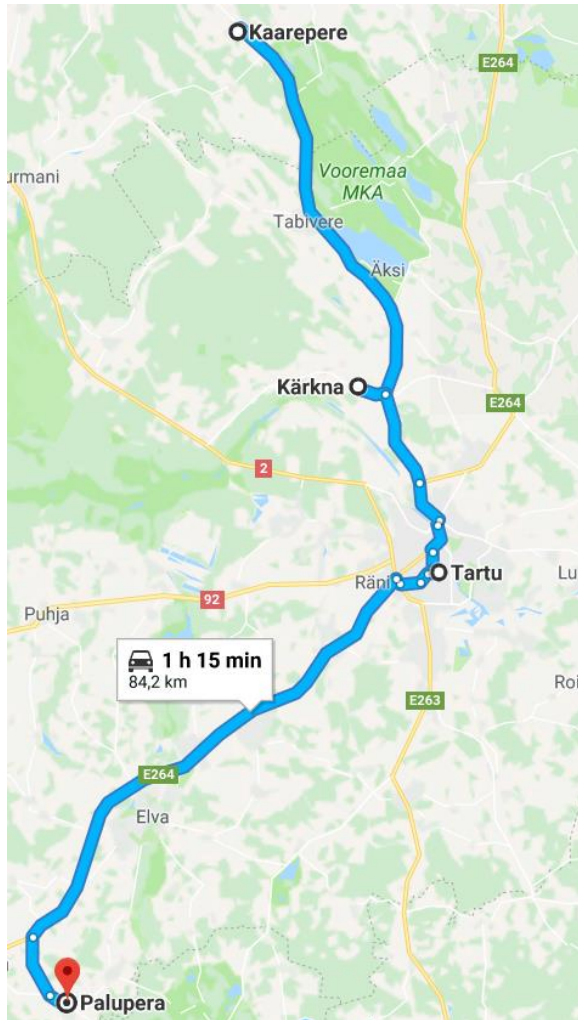 Kaarepere
E264
Vooremaa
MKA
urmani
Tabivere
Äksi
Kärkna
E264
2
Tartu
Räni
Lu
92
Puhja
1 h 15 min
84,2 km
Roi
E263
E264
Elva
Palupera